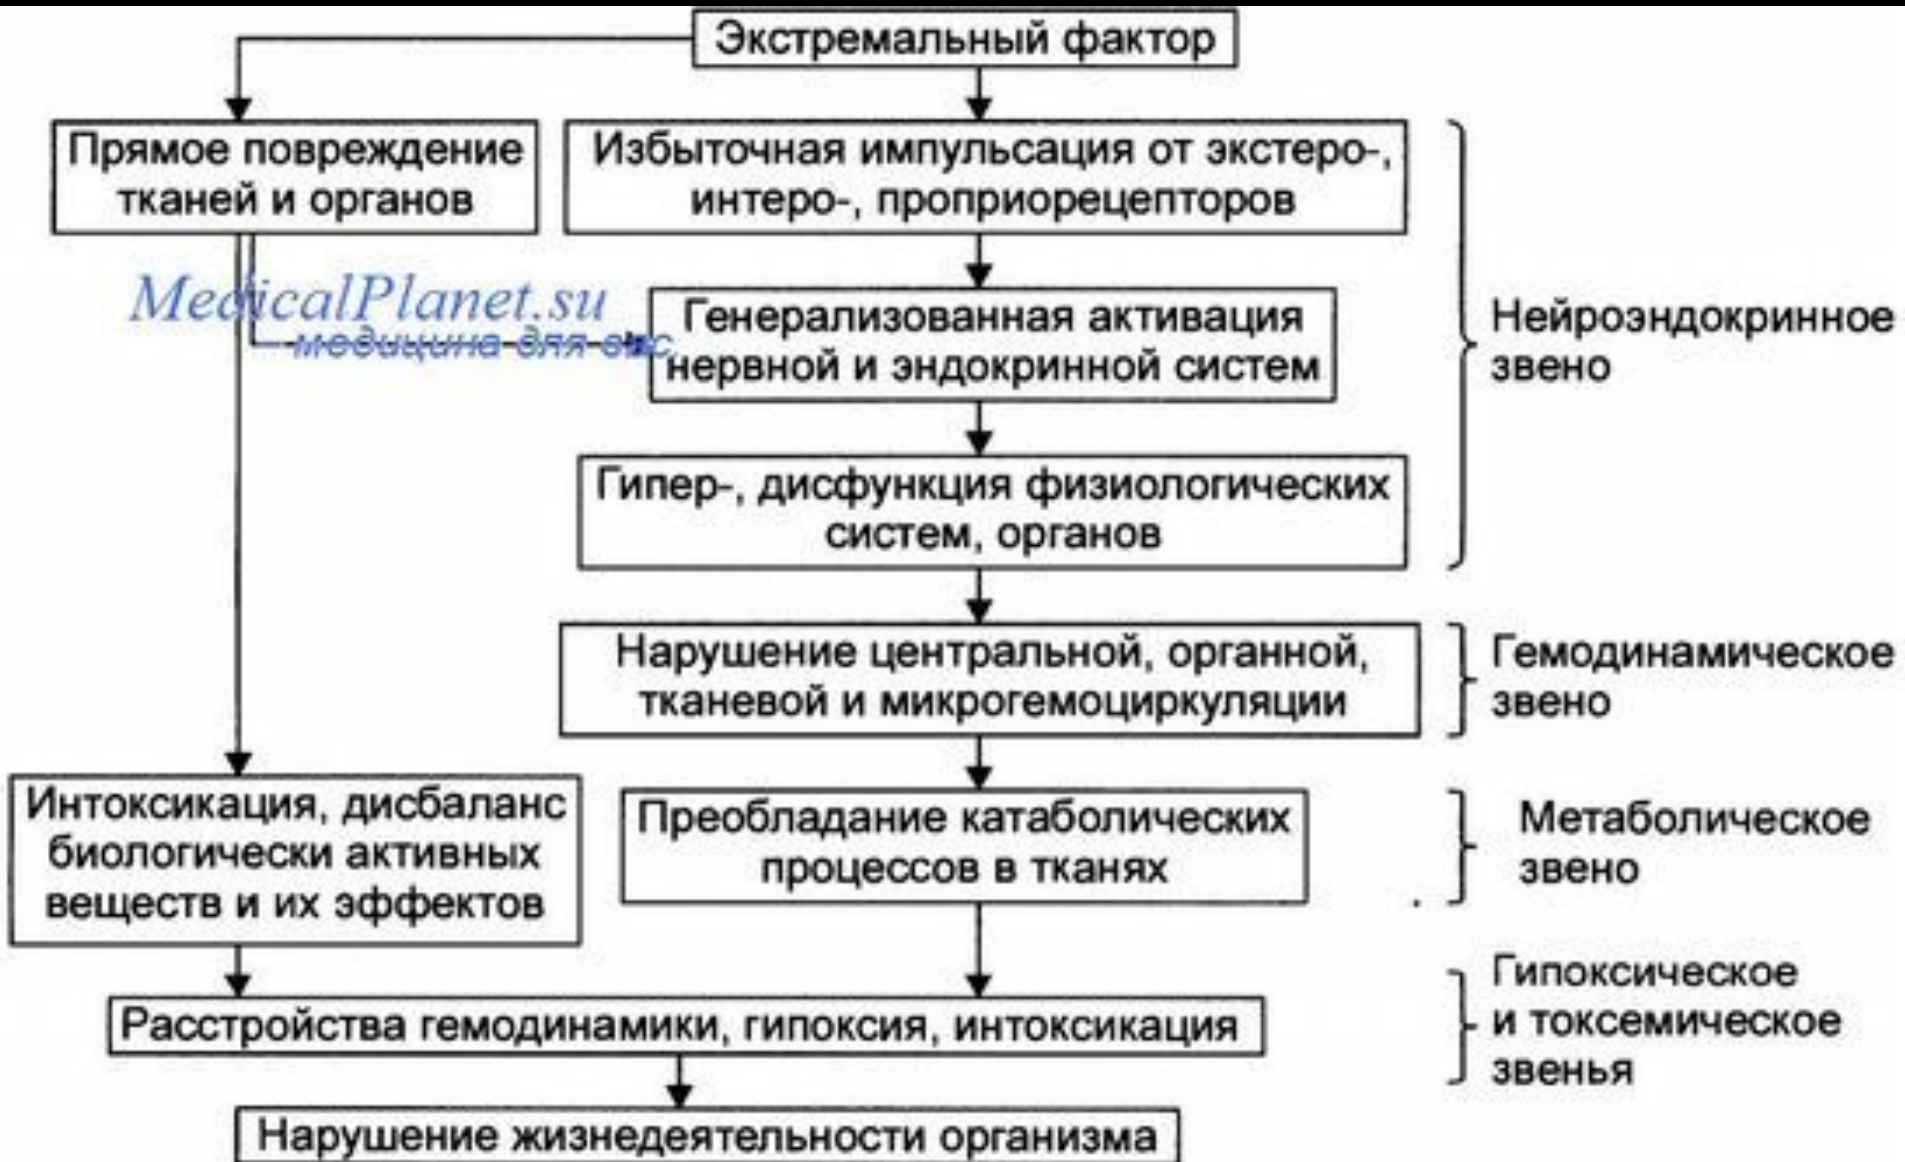 Экстремальный фактор
Прямое повреждение
тканей и органов
Избыточная импульсация от экстеро-,
интеро-, проприорецепторов
MedicalPlanet.su
медицина для вас
Генерализованная активация
нервной и эндокринной систем
Гипер-, дисфункция физиологических
систем, органов
Нейроэндокринное
звено
Нарушение центральной, органной,
тканевой и микрогемоциркуляции
Гемодинамическое
звено
Интоксикация, дисбаланс
биологически активных
веществ и их эффектов
Преобладание катаболических
процессов в тканях
Метаболическое
звено
Расстройства гемодинамики, гипоксия, интоксикация
Гипоксическое
и токсемическое
звенья
Нарушение жизнедеятельности организма